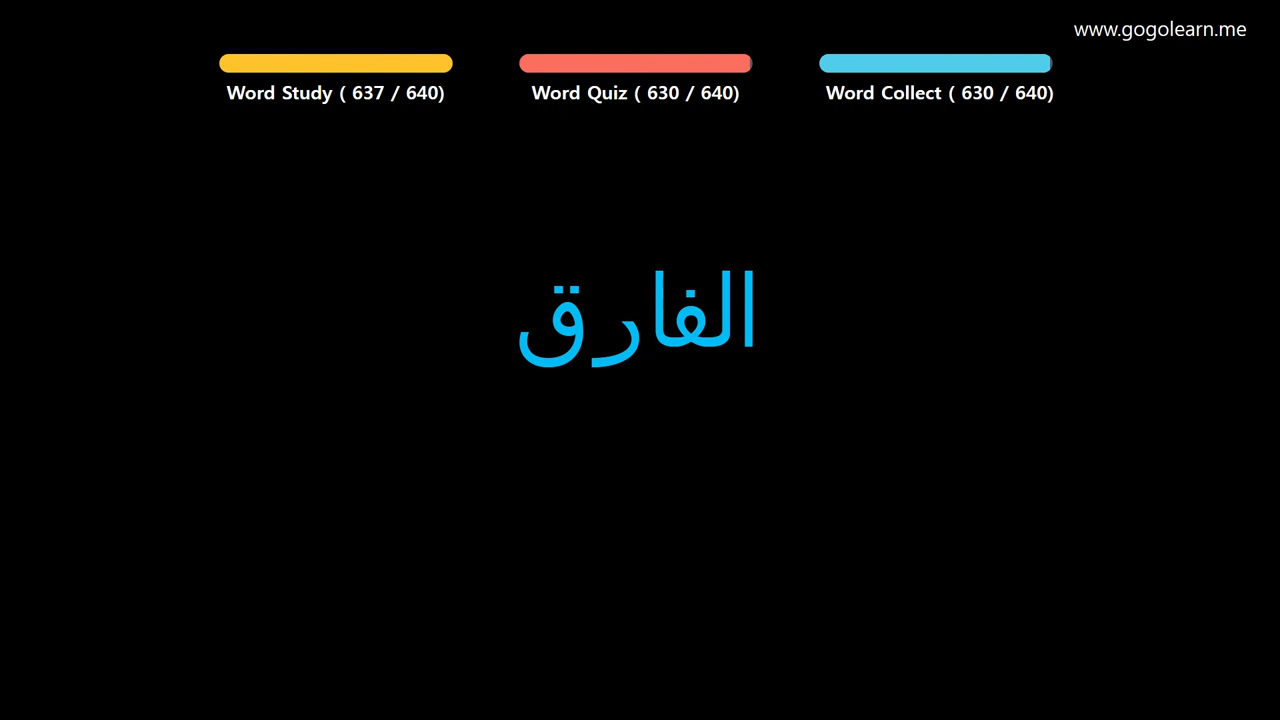 www.gogolearn.me
Word Study ( 637 / 640)
Word Quiz ( 630 / 640)
Word Collect ( 630 / 640)
الفارق